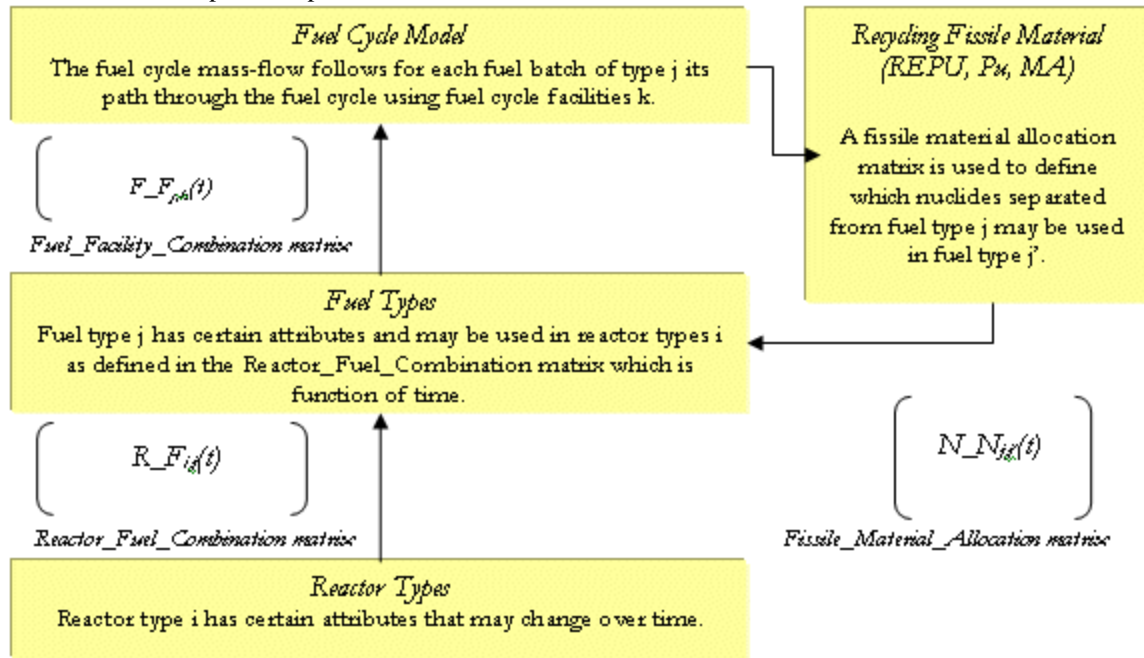 Fuel Cycle Model
The fuel cycle mass-flow follows for each fuel batch of type j its
path through the fuel cycle using fuel cycle facilities k.
Recycling Fissile Material
(REPU, Pu, MA)
A fissile material allocation
matrix is used to define
which nuclides separated
from fuel type j may be used
in fuel type j'.
(t)
Fuel_Facility_Combination matrix
Fuel Types
Fuel type j has certain attributes and may be used in reactor types i
as defined in the Reactor_Fuel_Combination matrix which is
function of time.
(t)
Reactor_Fuel_Combination matrix
(t)
Fissile_Material_Allocation matrix
Reactor Types
Reactor type i has certain attributes that may change over time.